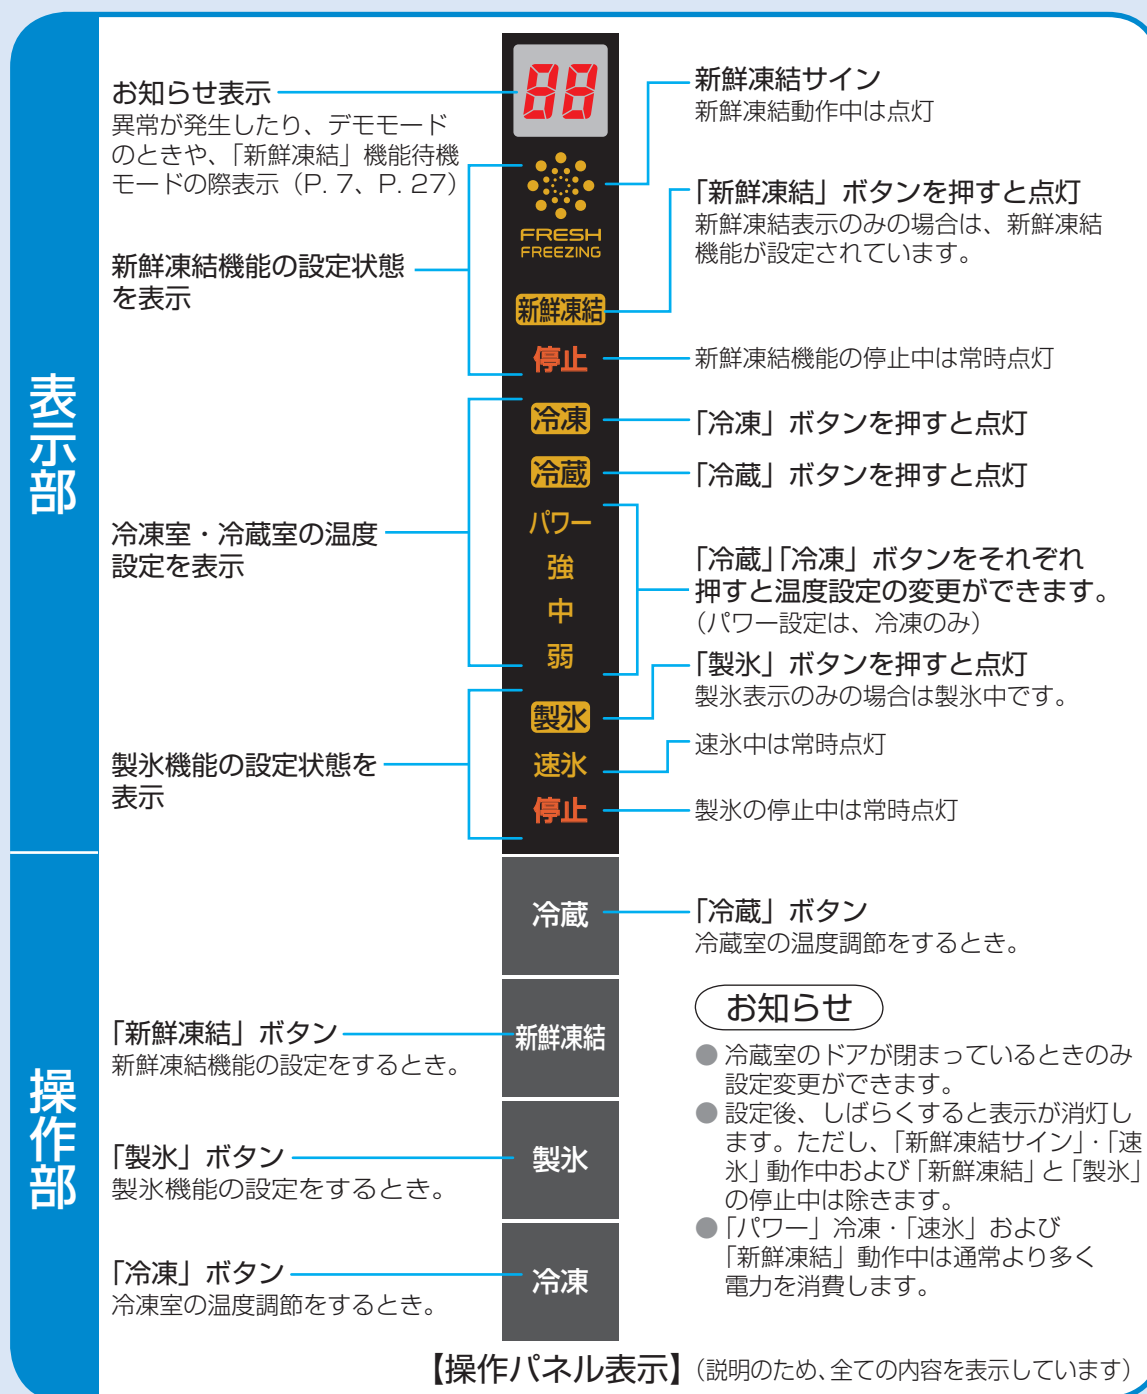 表示部
お知らせ表示
異常が発生したり、デモモード
のときや、「新鮮凍結」機能待機
モードの際表示（P. 7、P. 27）
新鮮凍結機能の設定状態
を表示
冷凍室・冷蔵室の温度
設定を表示
製氷機能の設定状態を
表示
88
FRESH
FREEZING
新鮮凍結
停止
冷凍
冷蔵
パワー
強
中
弱
製氷
速氷
停止
新鮮凍結サイン
新鮮凍結動作中は点灯
「新鮮凍結」ボタンを押すと点灯
新鮮凍結表示のみの場合は、新鮮凍結
機能が設定されています。
新鮮凍結機能の停止中は常時点灯
「冷凍」ボタンを押すと点灯
「冷蔵」ボタンを押すと点灯
「冷蔵」「冷凍」ボタンをそれぞれ
押すと温度設定の変更ができます。
（パワー設定は、冷凍のみ）
「製氷」ボタンを押すと点灯
製氷表示のみの場合は製氷中です。
速氷中は常時点灯
製氷の停止中は常時点灯
操作部
「新鮮凍結」ボタン
新鮮凍結機能の設定をするとき。
「製氷」ボタン
製氷機能の設定をするとき。
「冷凍」ボタン
冷凍室の温度調節をするとき。
冷蔵
新鮮凍結
製氷
冷凍
「冷蔵」ボタン
冷蔵室の温度調節をするとき。
お知らせ
●冷蔵室のドアが閉まっているときのみ
設定変更ができます。
●設定後、しばらくすると表示が消灯し
ます。ただし、「新鮮凍結サイン」・「速
氷」動作中および「新鮮凍結」と「製氷」
の停止中は除きます。
●「パワー」冷凍・「速氷」および
「新鮮凍結」動作中は通常より多く
電力を消費します。
【操作パネル表示】（説明のため、全ての内容を表示しています）